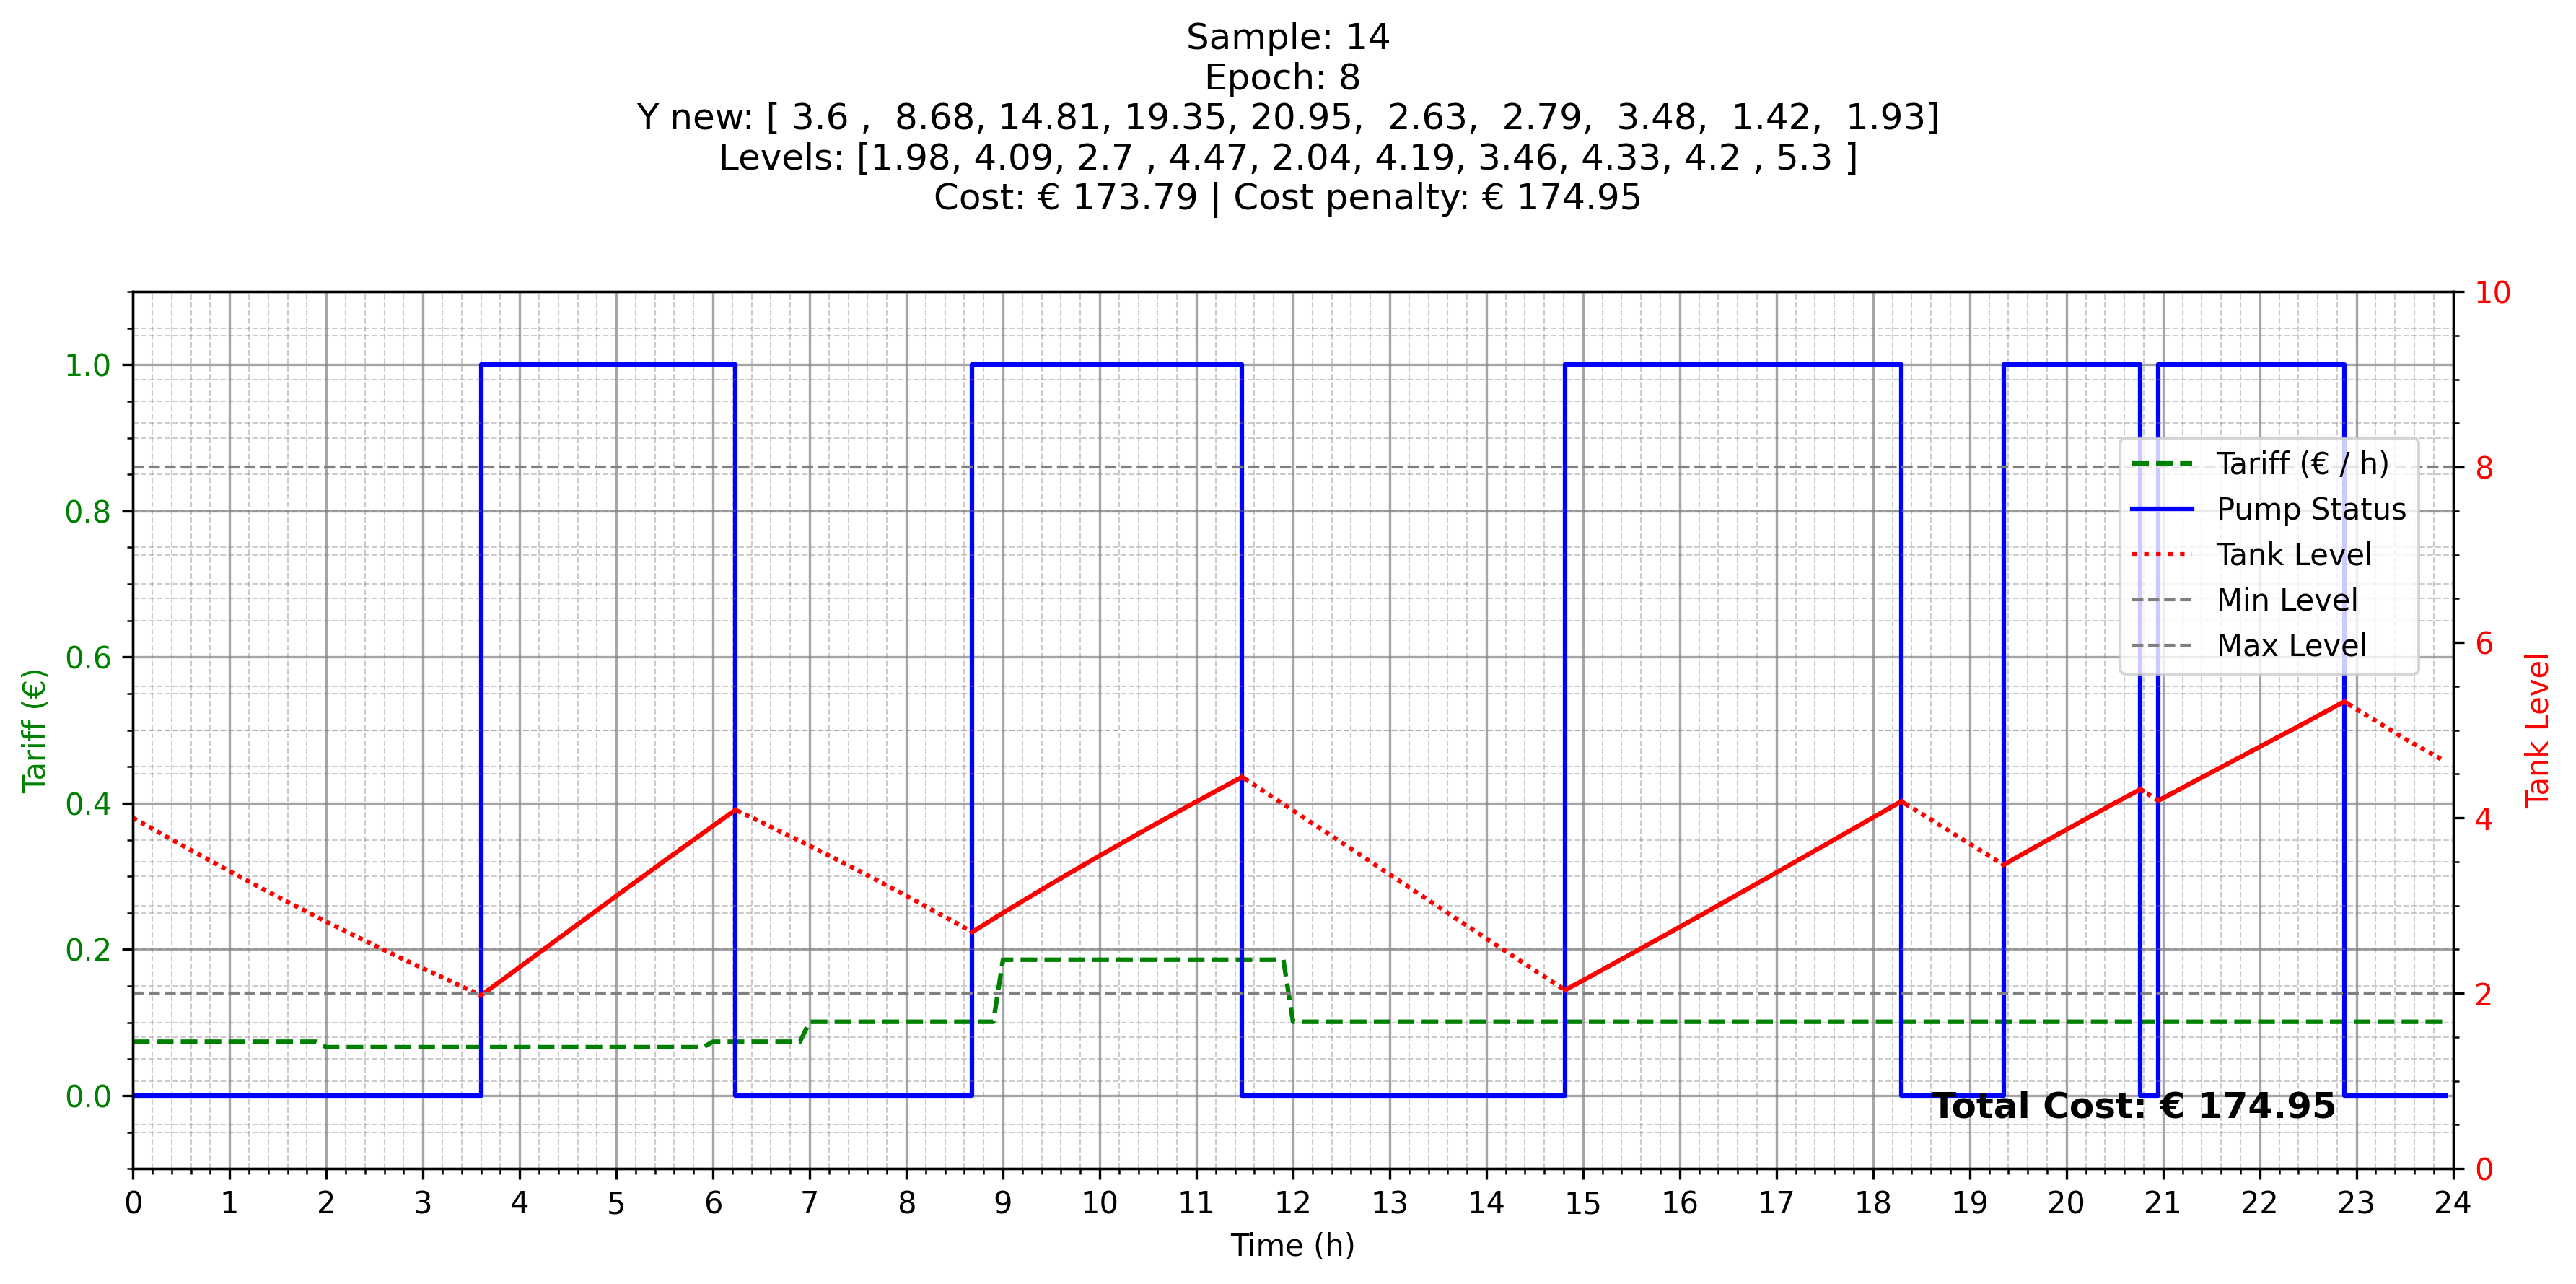 Sample: 14
Epoch: 8
Y new: [ 3.6 ,  8.68, 14.81, 19.35, 20.95,  2.63,  2.79,  3.48,  1.42,  1.93]
Levels: [1.98, 4.09, 2.7 , 4.47, 2.04, 4.19, 3.46, 4.33, 4.2 , 5.3 ]
Cost: € 173.79 | Cost penalty: € 174.95
Tariff (€)
1.0
0.8
0.6
0.4
0.2
0.0
Tariff (€ / h)
Pump Status
Tank Level
Min Level
Max Level
Total Cost: € 174.95
10
8
6
4
2
0
Tank Level
0 1 2 3 4 5 6 7 8 9 10 11 12 13 14 15 16 17 18 19 20 21 22 23 24
Time (h)